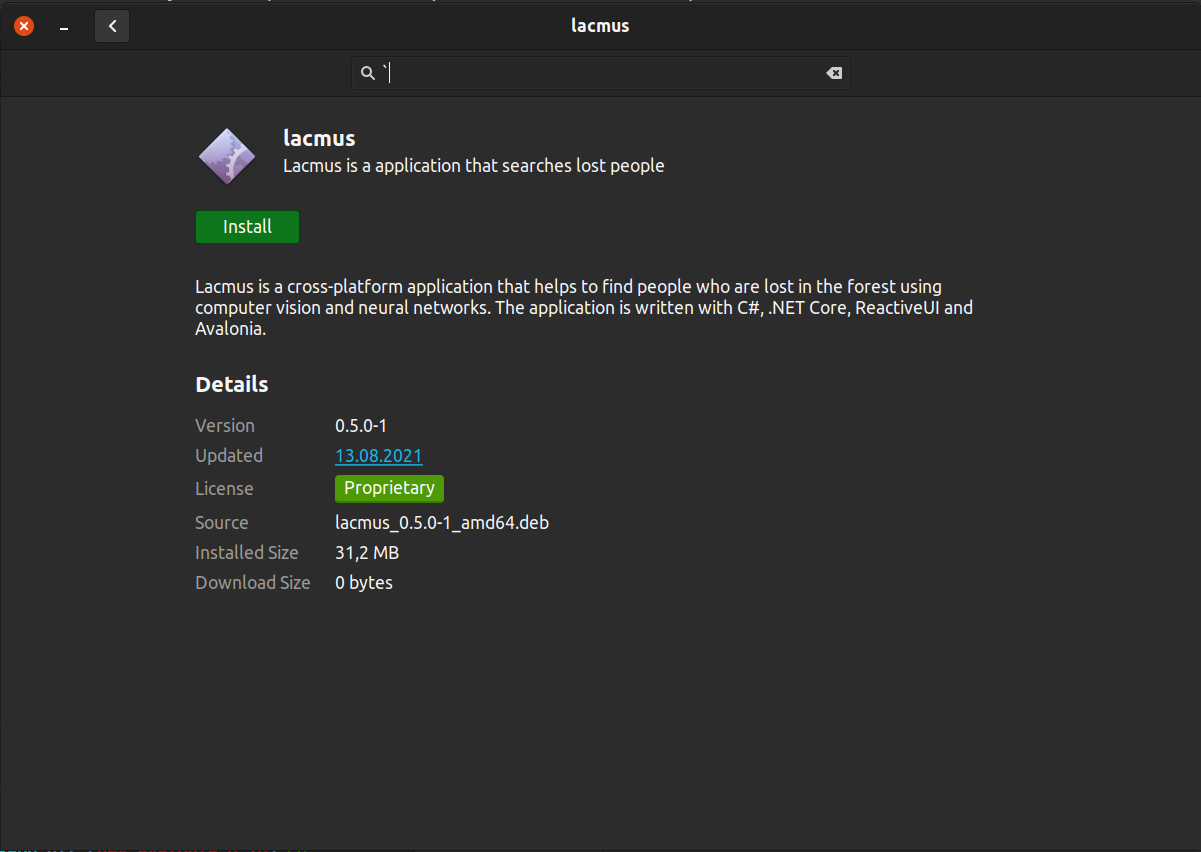 lacmus
`
lacmus
Lacmus is a application that searches lost people
Install
Lacmus is a cross-platform application that helps to find people who are lost in the forest using
computer vision and neural networks. The application is written with C#, .NET Core, ReactiveUI and
Avalonia.
Details
Version 0.5.0-1
Updated 13.08.2021
License Proprietary
Source lacmus_0.5.0-1_amd64.deb
Installed Size 31,2 MB
Download Size 0 bytes